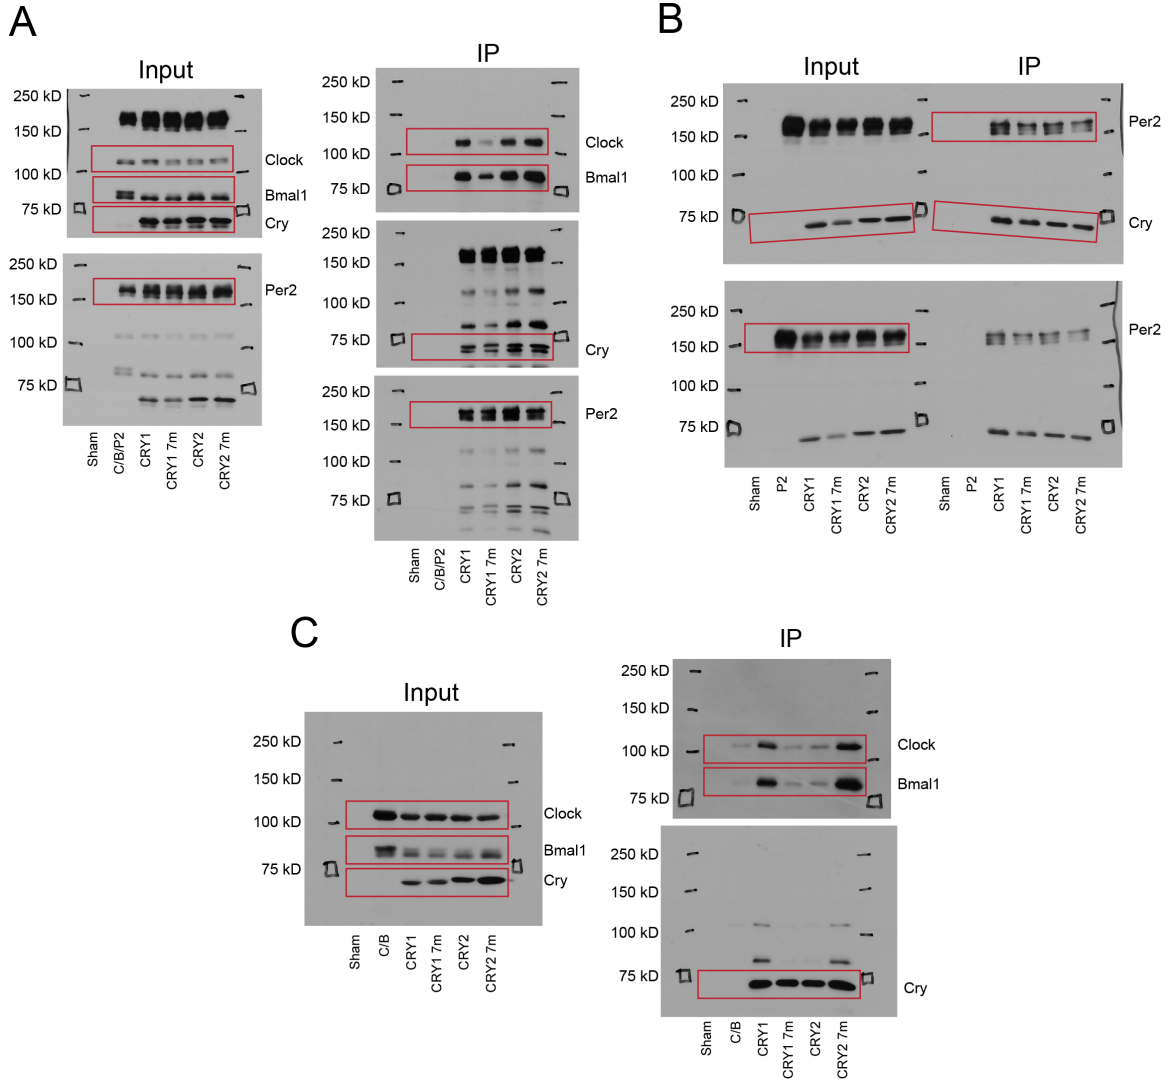 A
Input
250 kD
150 kD
Clock
100 kD
Bmal1
75 kD
Cry
250 kD
Per2
150 kD
100 kD
75 kD
Sham
C/B/P2
CRY1
CRY1 7m
CRY2
CRY2 7m
IP
250 kD
150 kD
Clock
100 kD
Bmal1
75 kD
250 kD
150 kD
100 kD
75 kD
Cry
250 kD
Per2
150 kD
100 kD
75 kD
Sham
C/B/P2
CRY1
CRY1 7m
CRY2
CRY2 7m
B
Input
IP
250 kD
Per2
150 kD
100 kD
75 kD
Cry
250 kD
Per2
150 kD
100 kD
75 kD
Sham
P2
CRY1
CRY1 7m
CRY2
CRY2 7m
Sham
P2
CRY1
CRY1 7m
CRY2
CRY2 7m
C
Input
250 kD
150 kD
Clock
100 kD
Bmal1
75 kD
Cry
Sham
C/B
CRY1
CRY1 7m
CRY2
CRY2 7m
IP
250 kD
150 kD
Clock
100 kD
Bmal1
75 kD
250 kD
150 kD
100 kD
75 kD
Cry
Sham
C/B
CRY1
CRY1 7m
CRY2
CRY2 7m